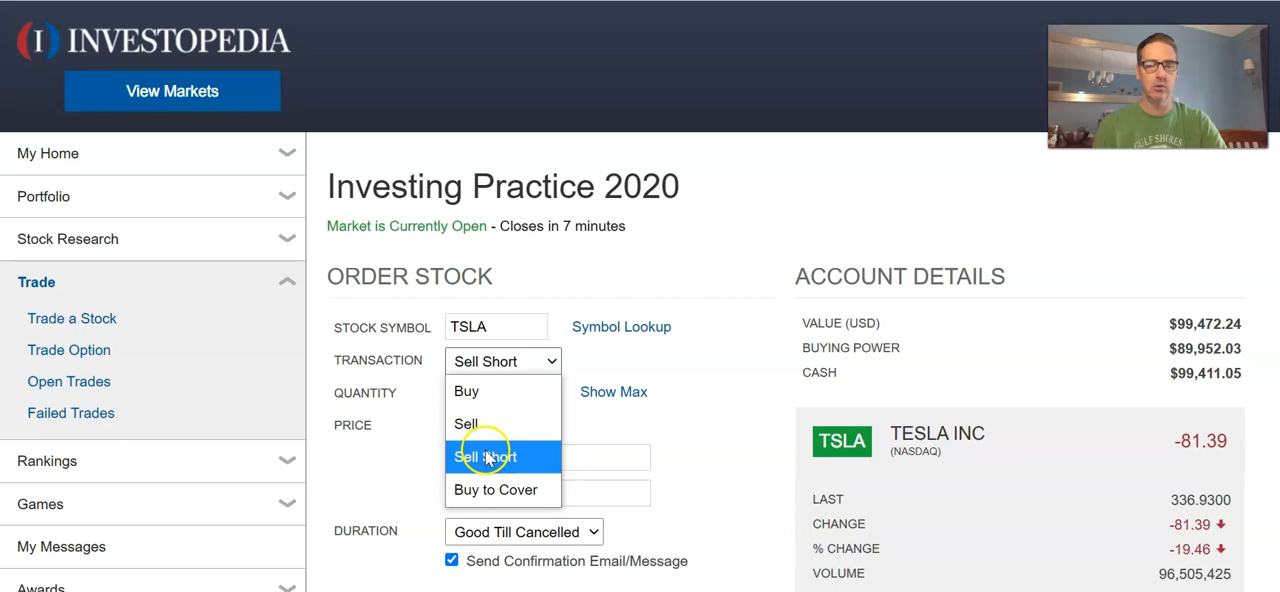 INVESTOPEDIA
View Markets
My Home
Portfolio
Stock Research
Trade
Trade a Stock
Trade Option
Open Trades
Failed Trades
Rankings
Games
My Messages
Awards
Investing Practice 2020
Market is Currently Open - Closes in 7 minutes
ORDER STOCK
STOCK SYMBOL TSLA Symbol Lookup
TRANSACTION Sell Short
Buy
Sell
Sell Short
Buy to Cover
QUANTITY Show Max
PRICE
DURATION Good Till Cancelled
Send Confirmation Email/Message
ACCOUNT DETAILS
VALUE (USD) $99,472.24
BUYING POWER $89,952.03
CASH $99,411.05
TSLA TESLA INC -81.39
(NASDAQ)
LAST 336.9300
CHANGE -81.39
% CHANGE -19.46
VOLUME 96,505,425
GULF SHORES